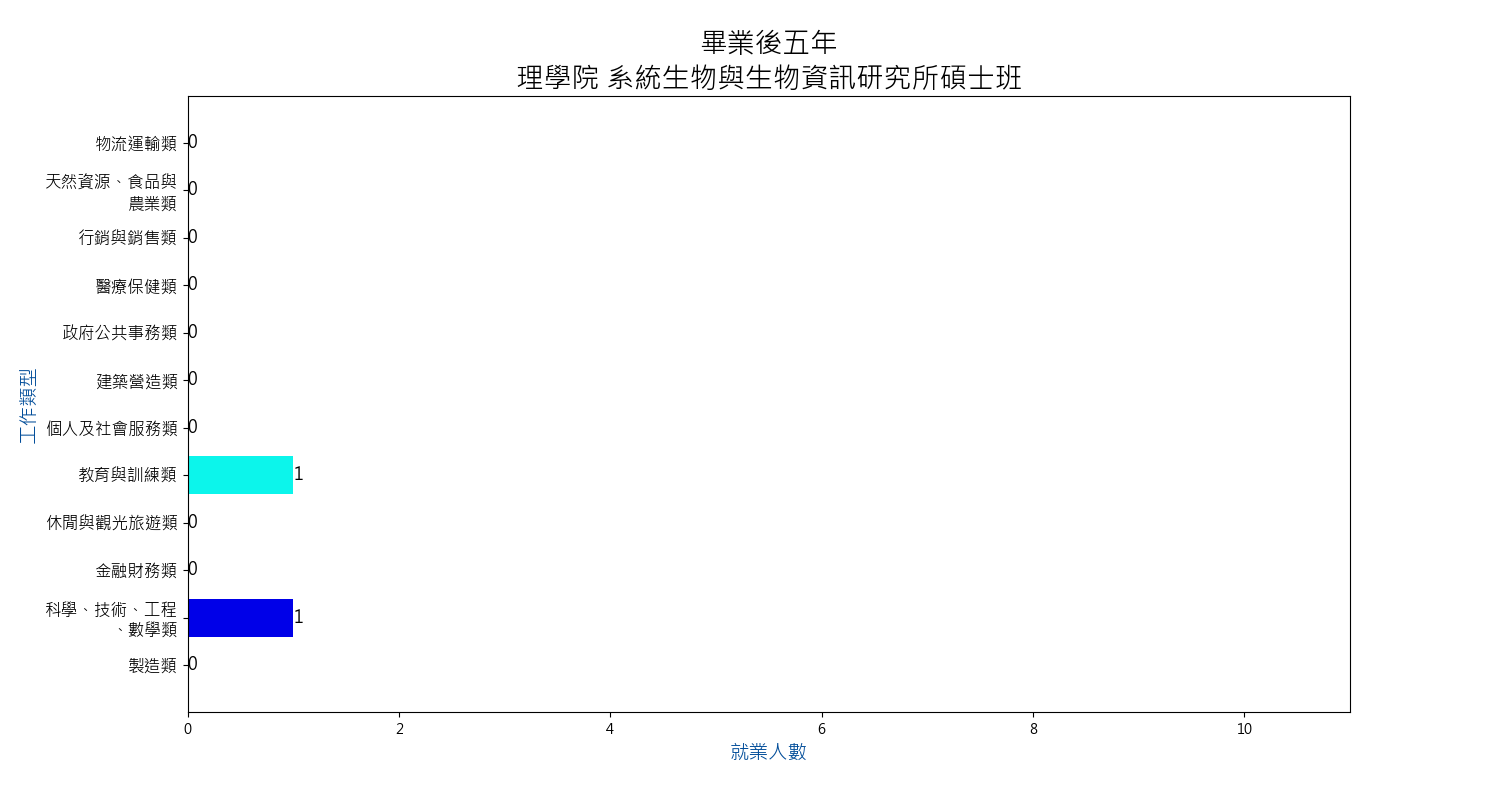 畢業後五年
理學院 系統生物與生物資訊研究所碩士班
物流運輸類 0
天然資源、食品與
農業類 0
行銷與銷售類 0
醫療保健類 0
政府公共事務類 0
建築營造類 0
個人及社會服務類 0
教育與訓練類 1
休閒與觀光旅遊類 0
金融財務類 0
科學、技術、工程
、數學類 1
製造類 0
工作類型
0 2 4 6 8 10
就業人數